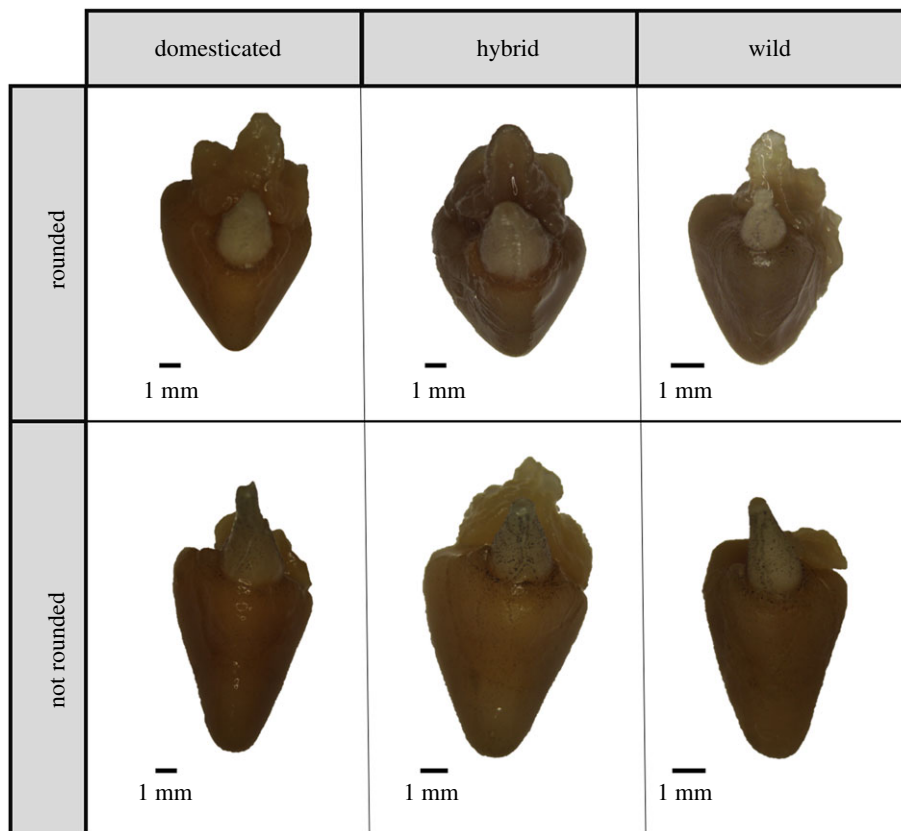 domesticated
hybrid
wild
rounded
1 mm
1 mm
1 mm
not rounded
1 mm
1 mm
1 mm